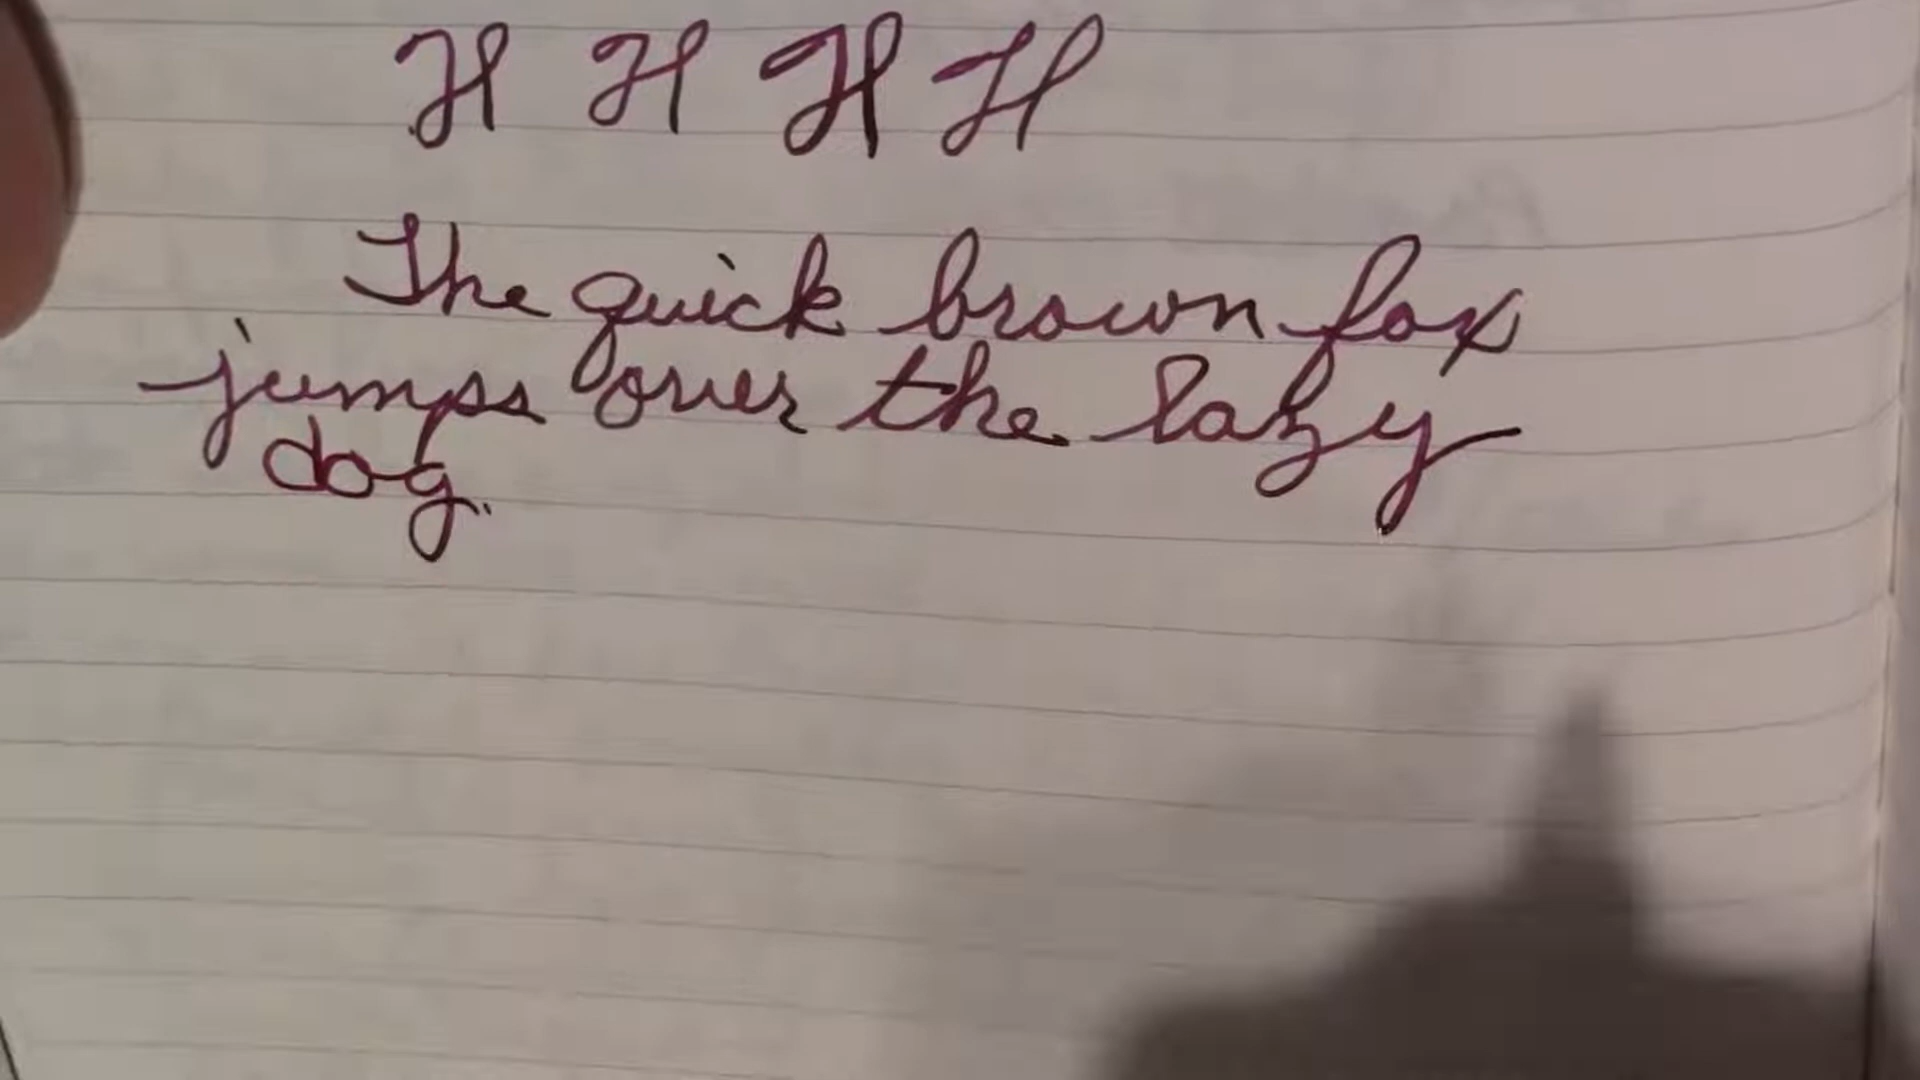 H H H H
The quick brown fox
jumps over the lazy
dog.